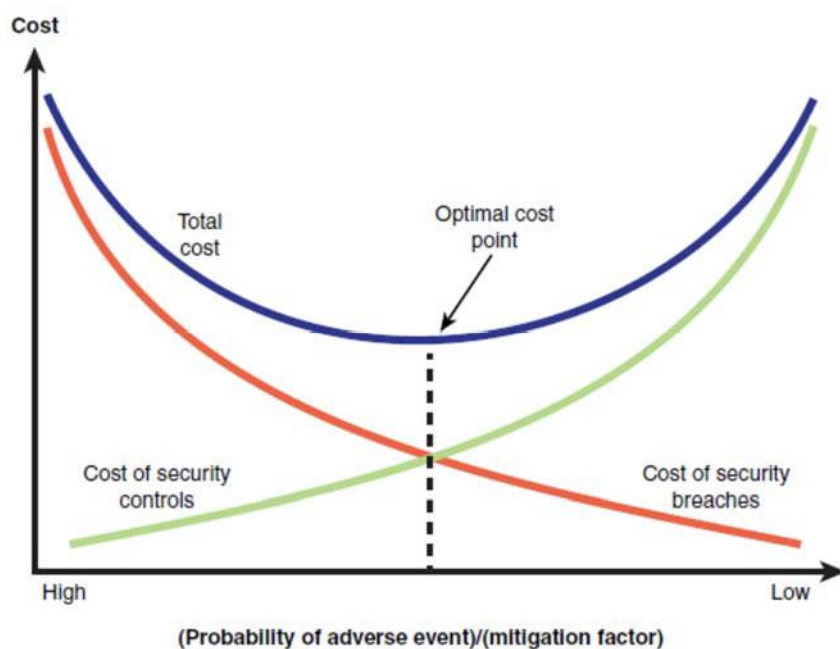 Cost
Total
cost
Optimal cost
point
Cost of security
controls
Cost of security
breaches
High
Low
(Probability of adverse event)/(mitigation factor)